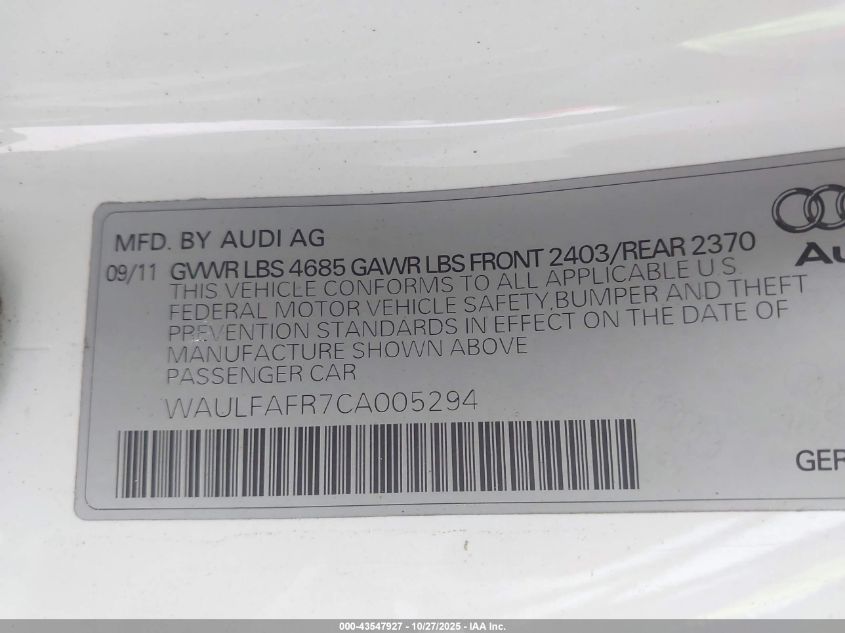 MFD. BY AUDI AG
09/11 GVWR LBS 4685 GAWR LBS FRONT 2403/REAR 2370
THIS VEHICLE CONFORMS TO ALL APPLICABLE U S
FEDERAL MOTOR VEHICLE SAFETY,BUMPER AND THEFT
PREVENTION STANDARDS IN EFFECT ON THE DATE OF
MANUFACTURE SHOWN ABOVE
PASSENGER CAR
WAULFAFR7CA005294
000-43547927 - 10/27/2025 - IAA Inc.